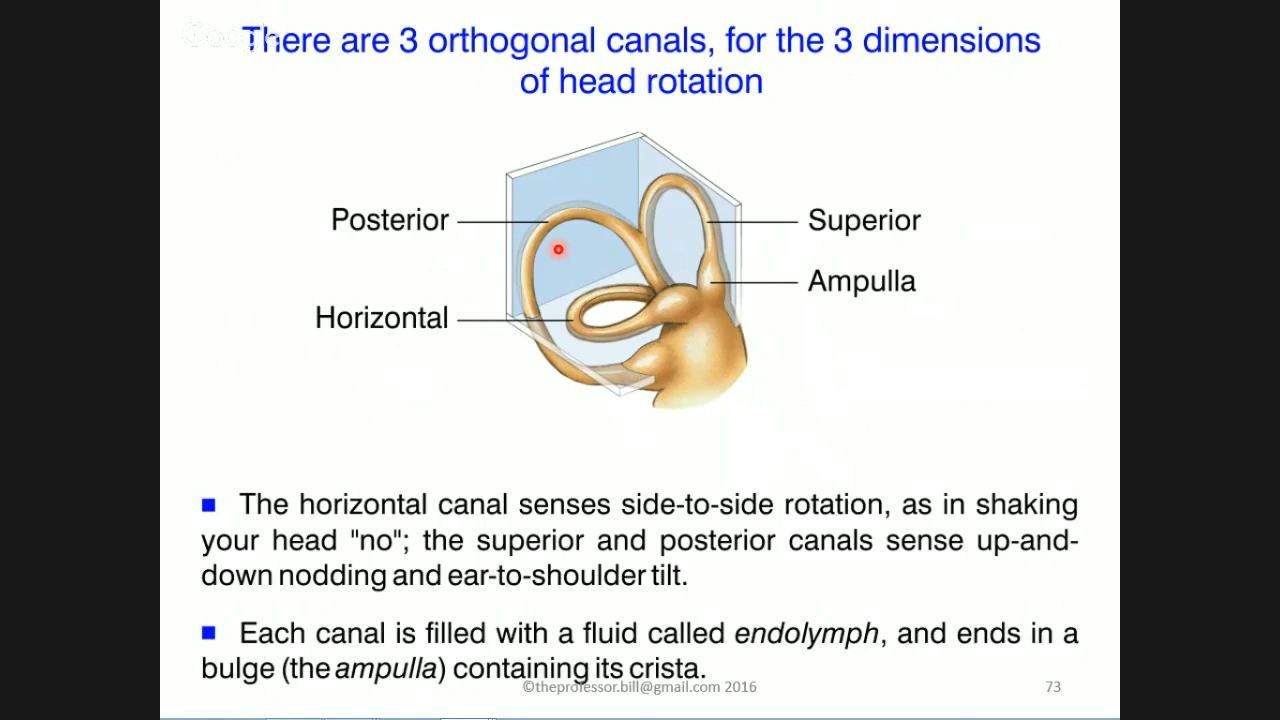 Google
There are 3 orthogonal canals, for the 3 dimensions
of head rotation
Posterior
Superior
Ampulla
Horizontal
The horizontal canal senses side-to-side rotation, as in shaking
your head "no"; the superior and posterior canals sense up-and-
down nodding and ear-to-shoulder tilt.
Each canal is filled with a fluid called endolymph, and ends in a
bulge (the ampulla) containing its crista.
©theprofessor.bill@gmail.com 2016
73